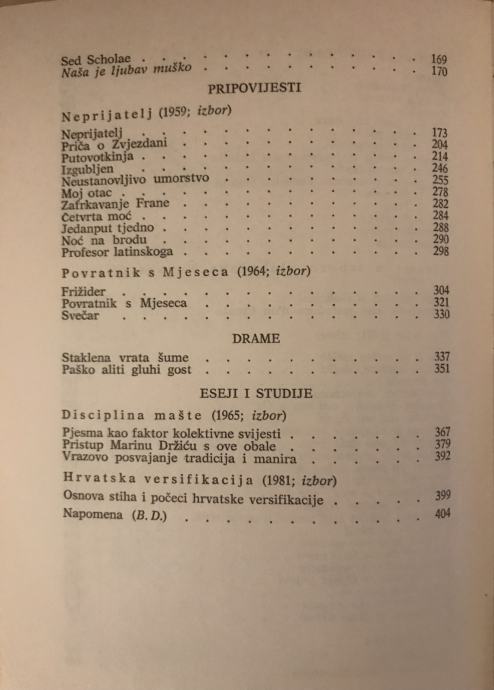 Sed Scholae . . . . . . . . . . . . 169
Naša je ljubav muško . . . . . . . . . . 170
PRIPOVIJESTI
Neprijatelj (1959; izbor)
Neprijatelj . . . . . . . . . . . . 173
Priča o Zvjezdani . . . . . . . . . . 204
Putovotkinja . . . . . . . . . . . . 214
Izgubljen . . . . . . . . . . . . 246
Neustanovljivo umorstvo . . . . . . . . . 255
Moj otac . . . . . . . . . . . . . 278
Zafrkavanje Frane . . . . . . . . . . 282
Četvrta moć . . . . . . . . . . . . 284
Jedanput tjedno . . . . . . . . . . . 288
Noć na brodu . . . . . . . . . . . 290
Profesor latinskoga . . . . . . . . . . 298
Povratnik s Mjeseca (1964; izbor)
Frižider . . . . . . . . . . . . . 304
Povratnik s Mjeseca . . . . . . . . . . 321
Svečar . . . . . . . . . . . . . 330
DRAME
Staklena vrata šume . . . . . . . . . . 337
Paško aliti gluhi gost . . . . . . . . . . 351
ESEJI I STUDIJE
Disciplina mašte (1965; izbor)
Pjesma kao faktor kolektivne svijesti . . . . . . 367
Pristup Marinu Držiću s ove obale . . . . . . 379
Vrazovo posvajanje tradicija i manira . . . . . . 392
Hrvatska versifikacija (1981; izbor)
Osnova stiha i počeci hrvatske versifikacije . . . . 399
Napomena (B. D.) . . . . . . . . . . 404